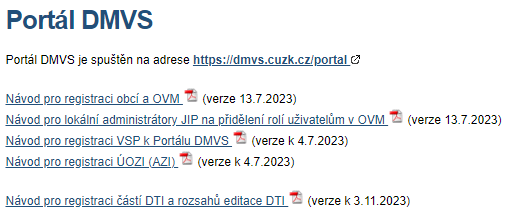 Portál DMVS
Portál DMVS je spuštěn na adrese https://dmvs.cuzk.cz/portal
Návod pro registraci obcí a OVM (verze 13.7.2023)
Návod pro lokální administrátory JIP na přidělení rolí uživatelům v OVM (verze 13.7.2023)
Návod pro registraci VSP k Portálu DMVS (verze k 4.7.2023)
Návod pro registraci ÚOZI (AZI) (verze k 4.7.2023)
Návod pro registraci částí DTI a rozsahů editace DTI (verze k 3.11.2023)